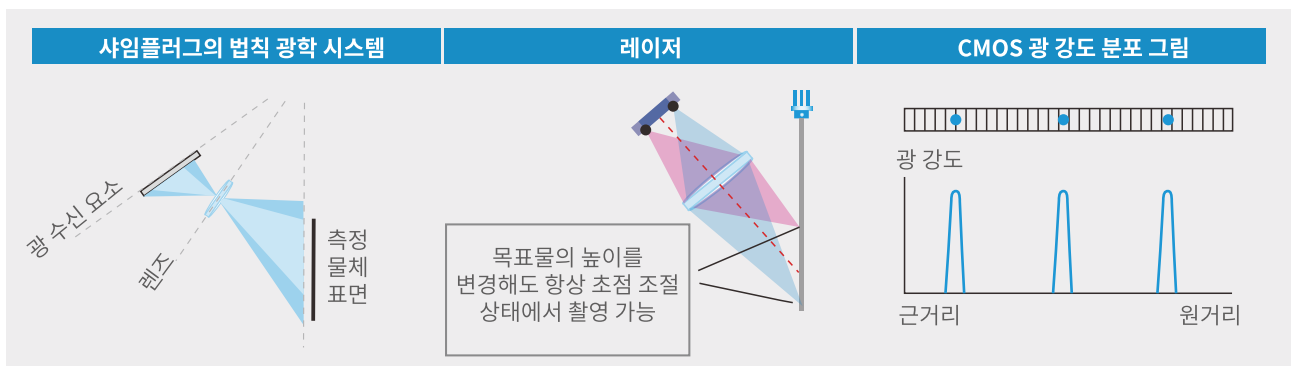 샤임플러그의 법칙 광학 시스템
레이저
CMOS 광 강도 분포 그림
광 수신 요소
렌즈
측정
물체
표면
목표물의 높이를
변경해도 항상 초점 조절
상태에서 촬영 가능
광 강도
근거리
원거리